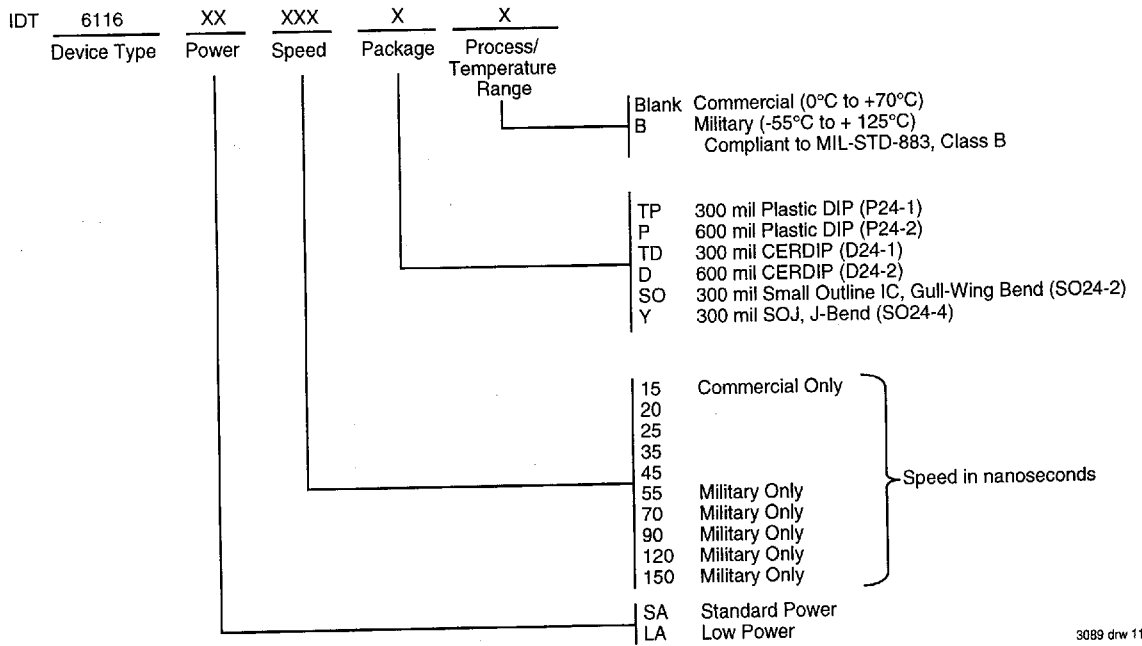 IDT 6116 XX XXX X X
Device Type Power Speed Package Process/
Temperature
Range
Blank Commercial (0°C to +70°C)
B Military (-55°C to + 125°C)
Compliant to MIL-STD-883, Class B
TP 300 mil Plastic DIP (P24-1)
P 600 mil Plastic DIP (P24-2)
TD 300 mil CERDIP (D24-1)
D 600 mil CERDIP (D24-2)
SO 300 mil Small Outline IC, Gull-Wing Bend (SO24-2)
Y 300 mil SOJ, J-Bend (SO24-4)
15 Commercial Only
20
25
35
45
Speed in nanoseconds
55 Military Only
70 Military Only
90 Military Only
120 Military Only
150 Military Only
SA Standard Power
LA Low Power
3089 drw 11